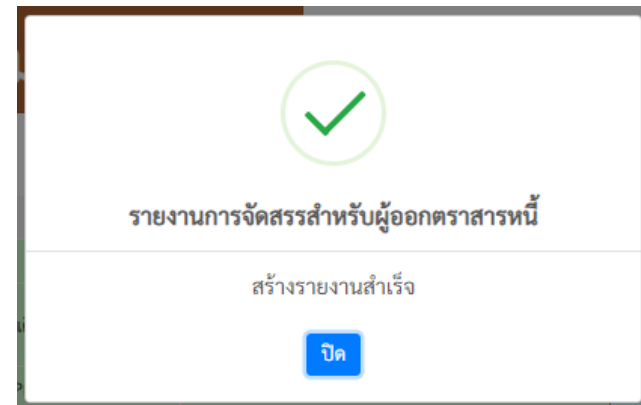 รายงานการจัดสรรสำหรับผู้ออกตราสารหนี้
สร้างรายงานสำเร็จ
ปิด